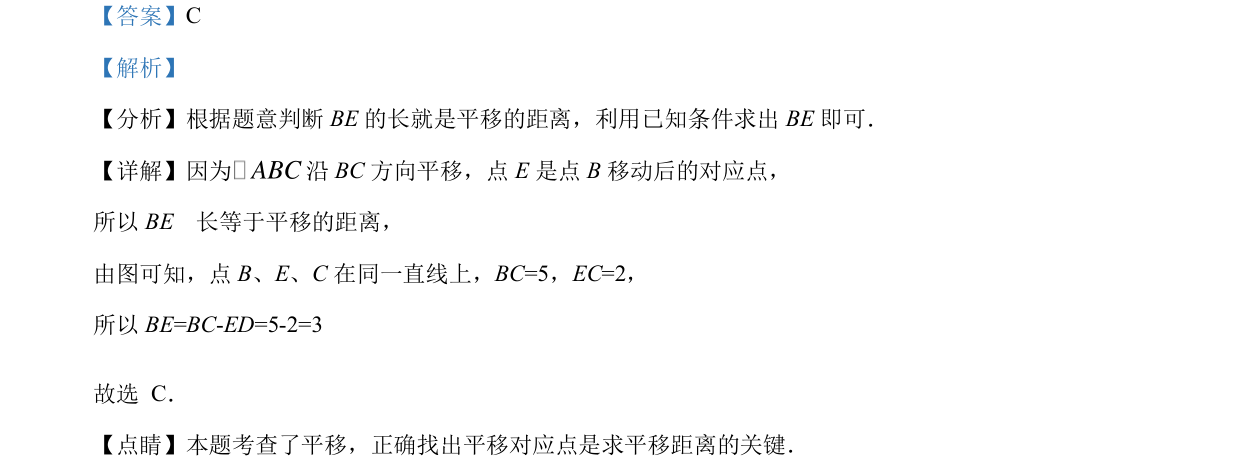 【答案】C
【解析】
【分析】根据题意判断 BE 的长就是平移的距离，利用已知条件求出 BE 即可．
【详解】因为□ ABC 沿 BC 方向平移，点 E 是点 B 移动后的对应点，
所以 BE 长等于平移的距离，
由图可知，点 B、E、C 在同一直线上，BC=5，EC=2，
所以 BE=BC-ED=5-2=3
故选 C．
【点睛】本题考查了平移，正确找出平移对应点是求平移距离的关键．